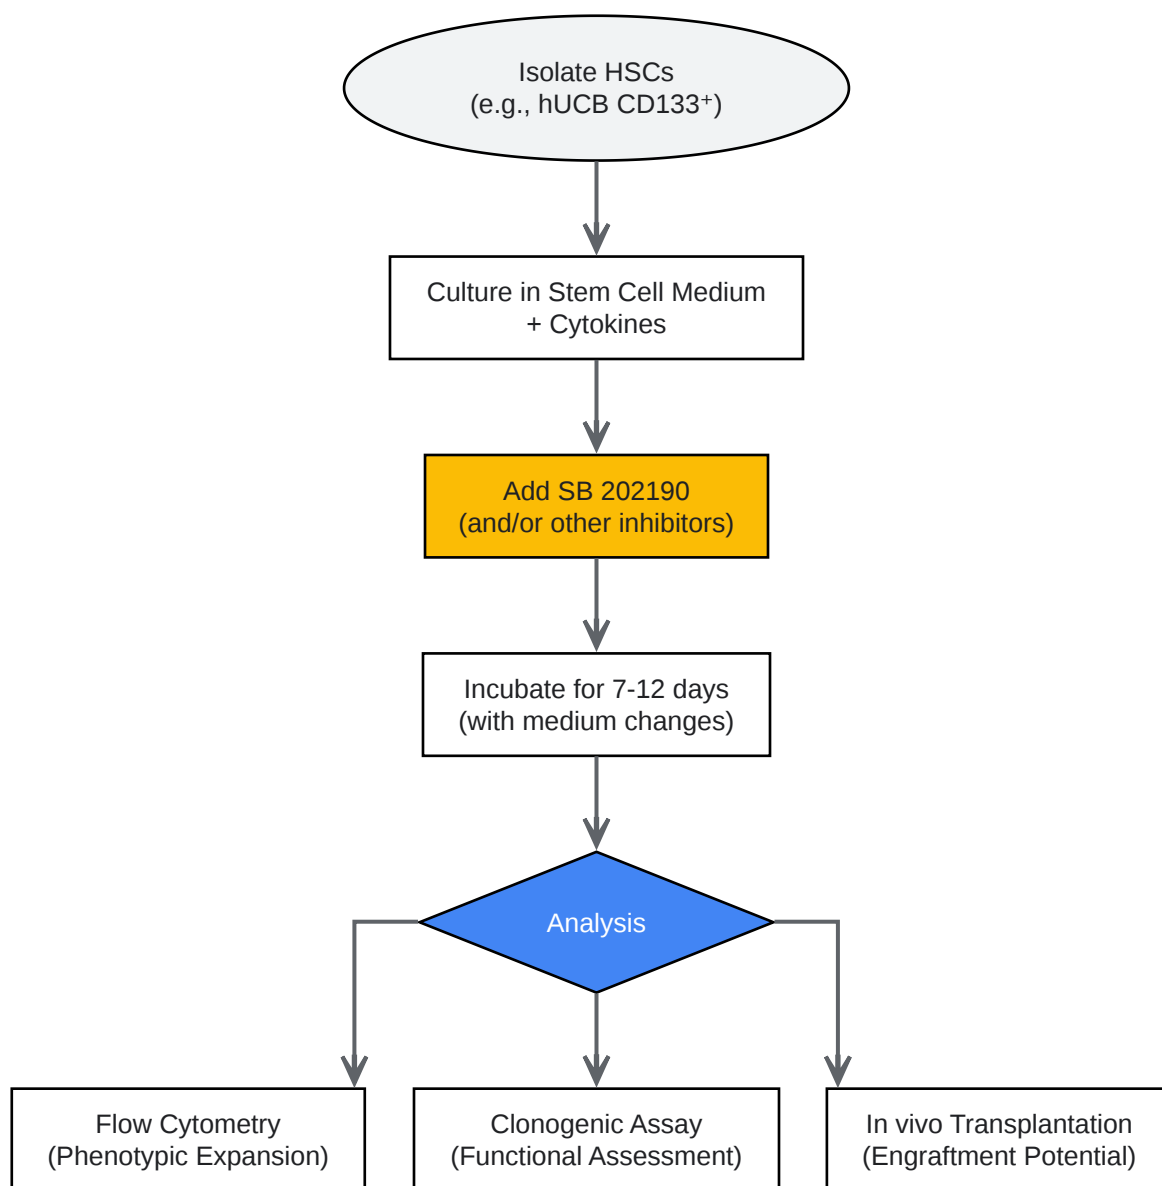 Isolate HSCs
(e.g., hUCB CD133⁺)
Culture in Stem Cell Medium
+ Cytokines
Add SB 202190
(and/or other inhibitors)
Incubate for 7-12 days
(with medium changes)
Analysis
Flow Cytometry
(Phenotypic Expansion)
Clonogenic Assay
(Functional Assessment)
In vivo Transplantation
(Engraftment Potential)